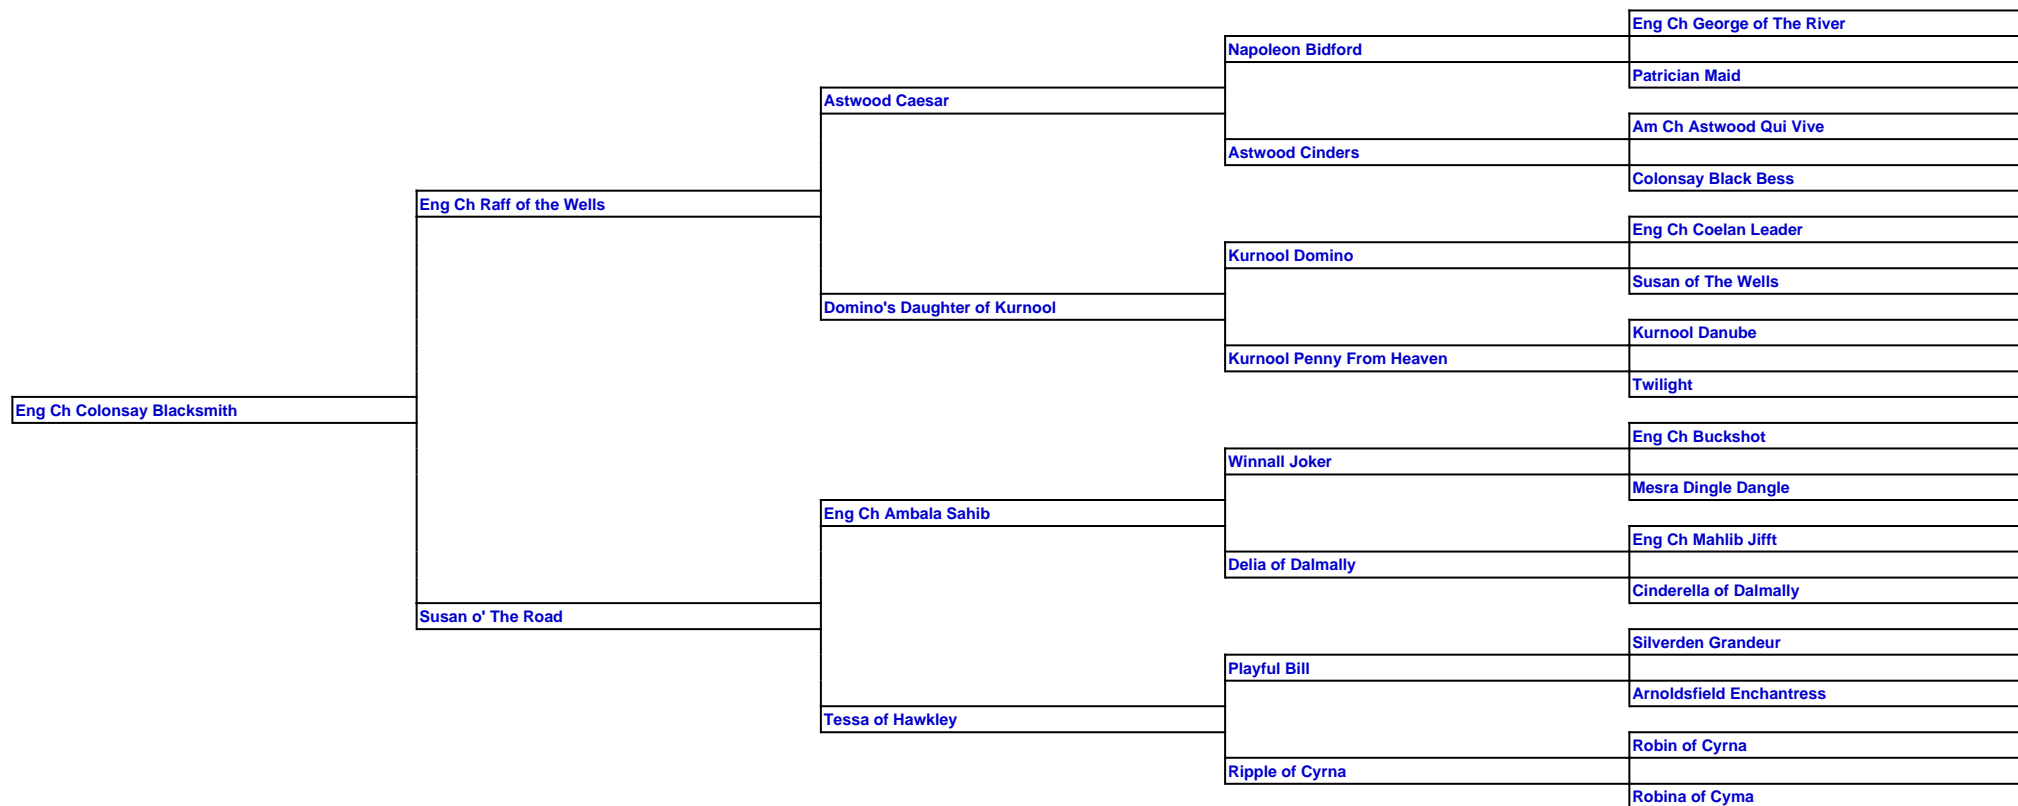 Eng Ch George of The River
Napoleon Bidford
Patrician Maid
Astwood Caesar
Am Ch Astwood Qui Vive
Astwood Cinders
Colonsay Black Bess
Eng Ch Raff of the Wells
Eng Ch Coelan Leader
Kurnool Domino
Susan of The Wells
Domino's Daughter of Kurnool
Kurnool Danube
Kurnool Penny From Heaven
Twilight
Eng Ch Colonsay Blacksmith
Eng Ch Buckshot
Winnall Joker
Mesra Dingle Dangle
Eng Ch Ambala Sahib
Eng Ch Mahlib Jifft
Delia of Dalmally
Cinderella of Dalmally
Susan o' The Road
Silverden Grandeur
Playful Bill
Arnoldsfield Enchantress
Tessa of Hawkley
Robin of Cyrna
Ripple of Cyrna
Robina of Cyma